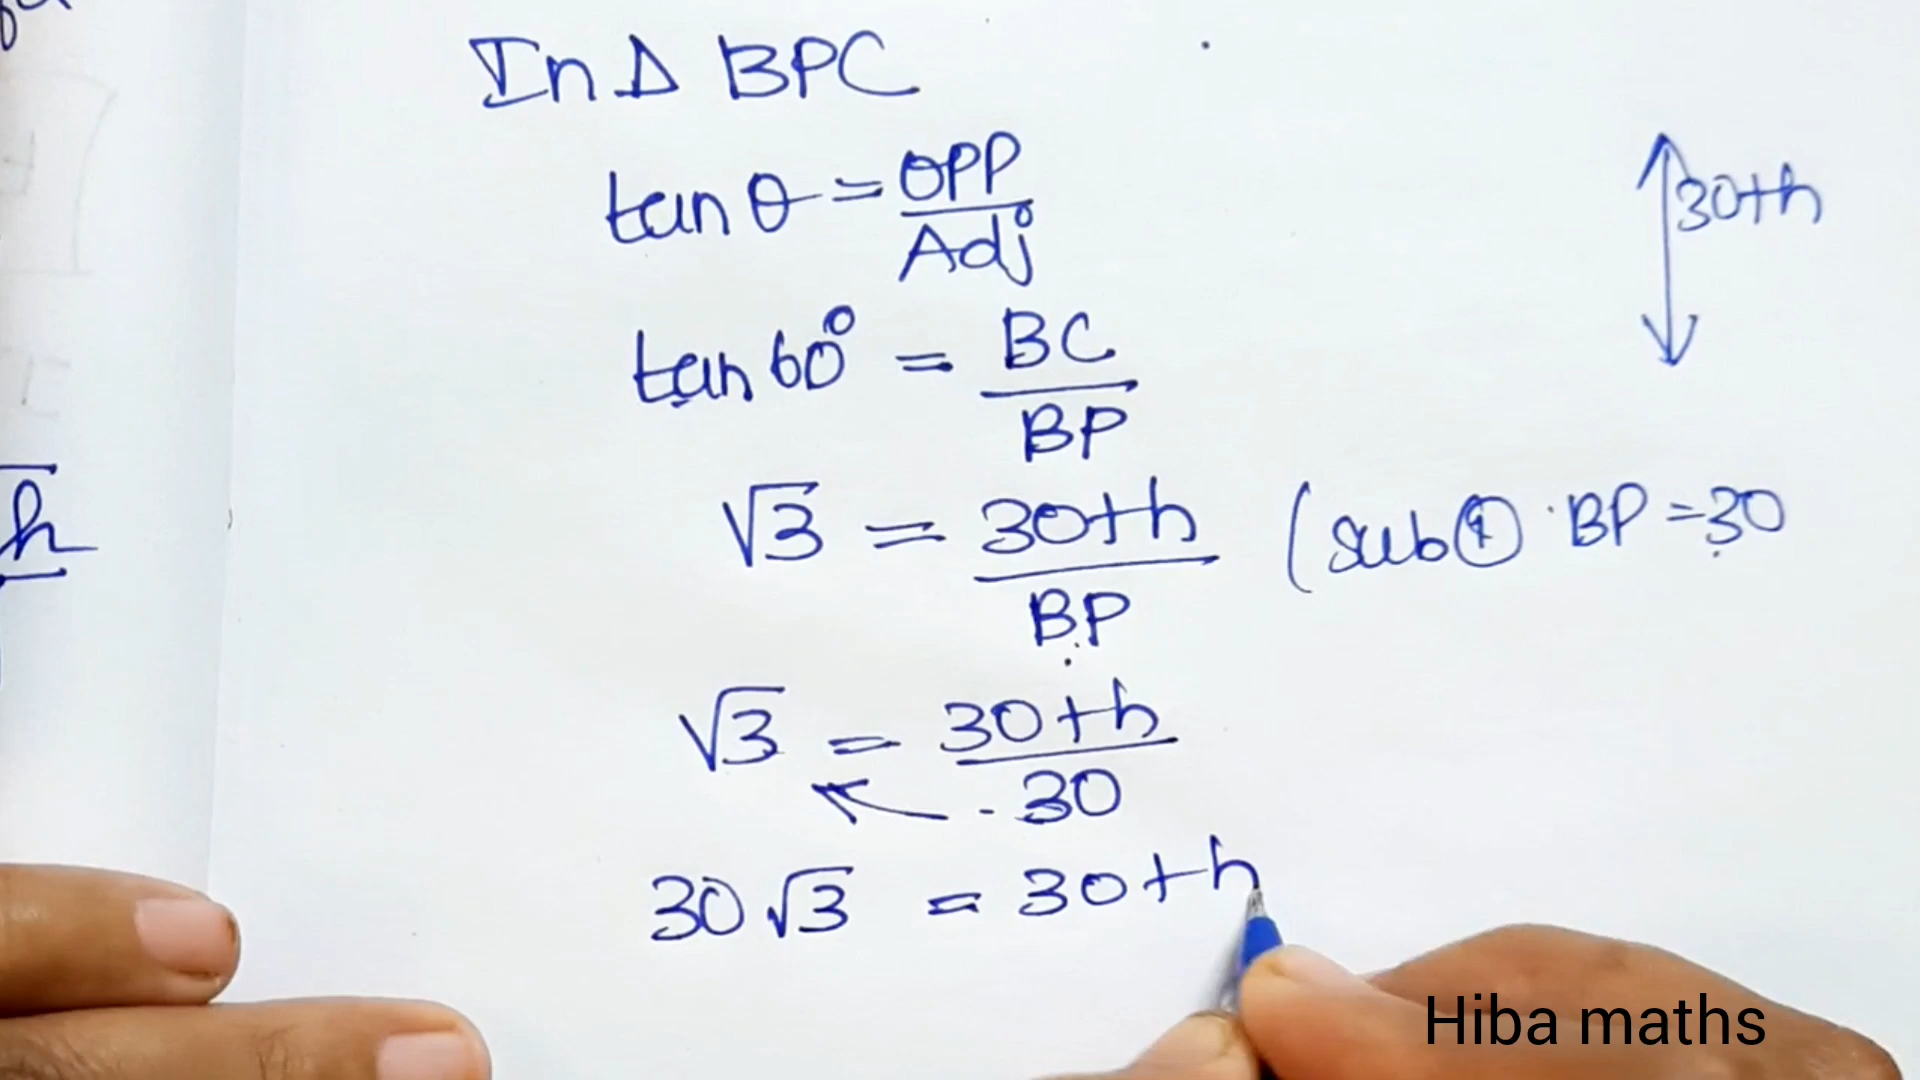 In Δ BPC
tan θ = opp/Adj
30+h
tan 60° = BC/BP
√3 = 30+h/BP (sub ① BP = 30
√3 = 30+h/30
30√3 = 30+h
h
Hiba maths